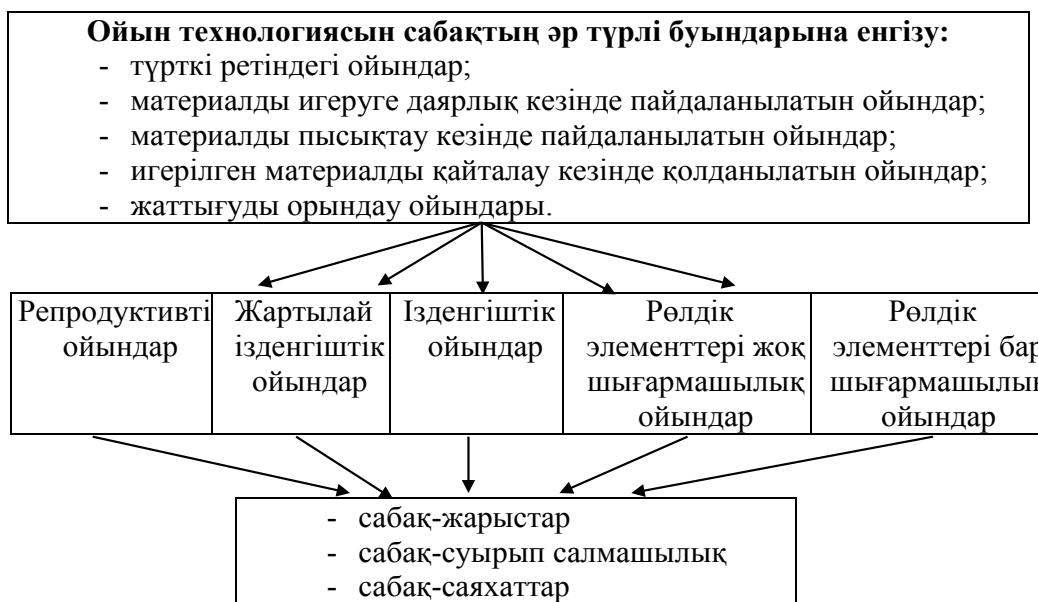 Ойын технологиясын сабақтың әр түрлі буындарына енгізу:
- түрткі ретіндегі ойындар;
- материалды игеруге даярлық кезінде пайдаланылатын ойындар;
- материалды пысықтау кезінде пайдаланылатын ойындар;
- игерілген материалды қайталау кезінде қолданылатын ойындар;
- жаттығуды орындау ойындары.
Репродуктивті
ойындар
Жартылай
ізденгіштік
ойындар
Ізденгіштік
ойындар
Рөлдік
элементтері жоқ
шығармашылық
ойындар
Рөлдік
элементтері бар
шығармашылық
ойындар
- сабақ-жарыстар
- сабақ-суырып салмашылық
- сабақ-саяхаттар